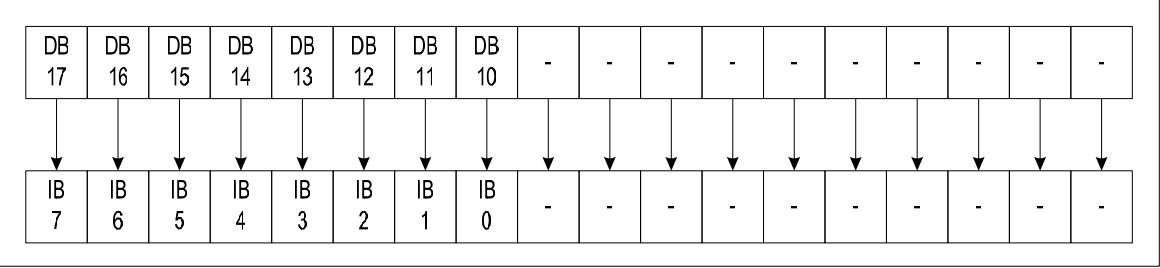 DB DB DB DB DB DB DB DB
17 16 15 14 13 12 11 10 - - - - - - - - - -
IB IB IB IB IB IB IB IB
7 6 5 4 3 2 1 0 - - - - - - - - - -